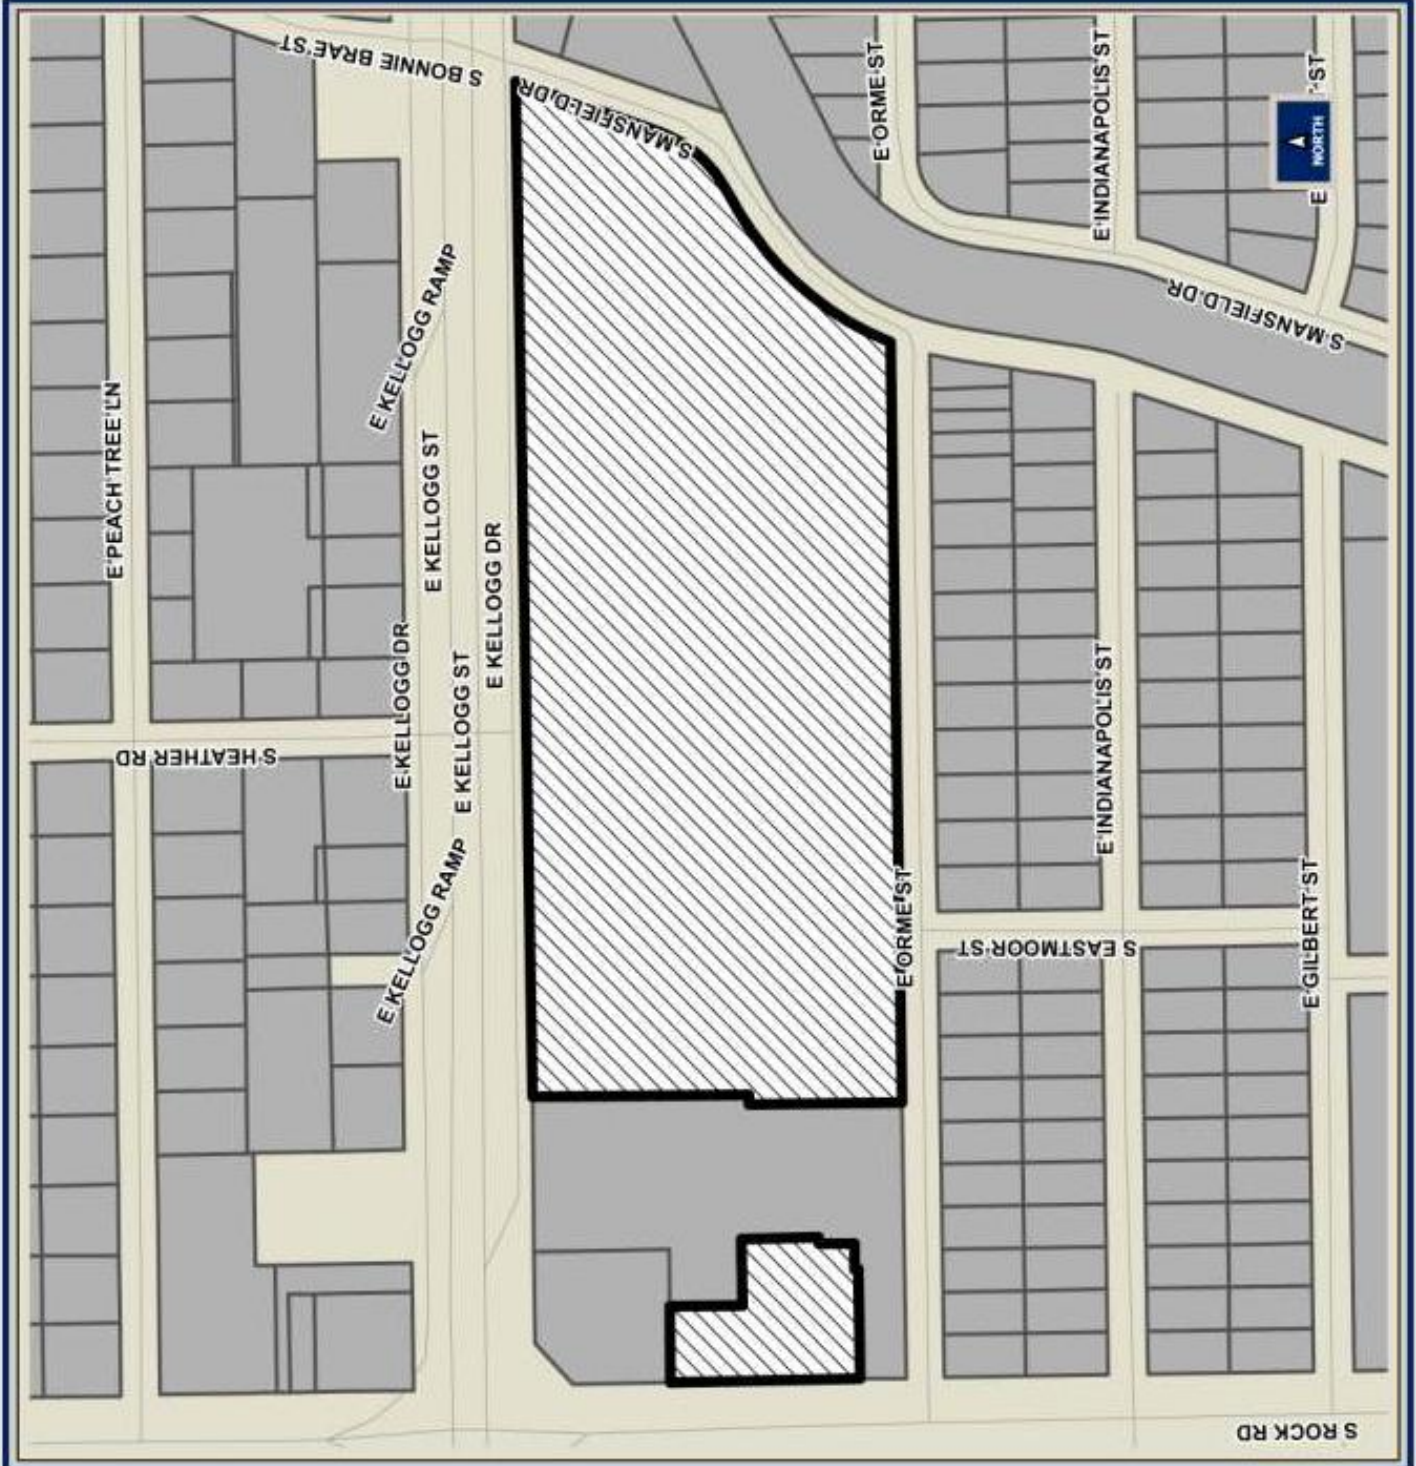 S BONNIE BRAE ST
S MANSFIELD DR
E ORME ST
E INDIANAPOLIS ST
E
ST
NORTH
S MANSFIELD DR
E KELLOGG RAMP
E PEACH TREE LN
E KELLOGG ST
E KELLOGG DR
E KELLOGG DR
E KELLOGG ST
S HEATHER RD
E INDIANAPOLIS ST
E KELLOGG RAMP
E ORME ST
S EASTMOOR ST
E GILBERT ST
S ROCK RD